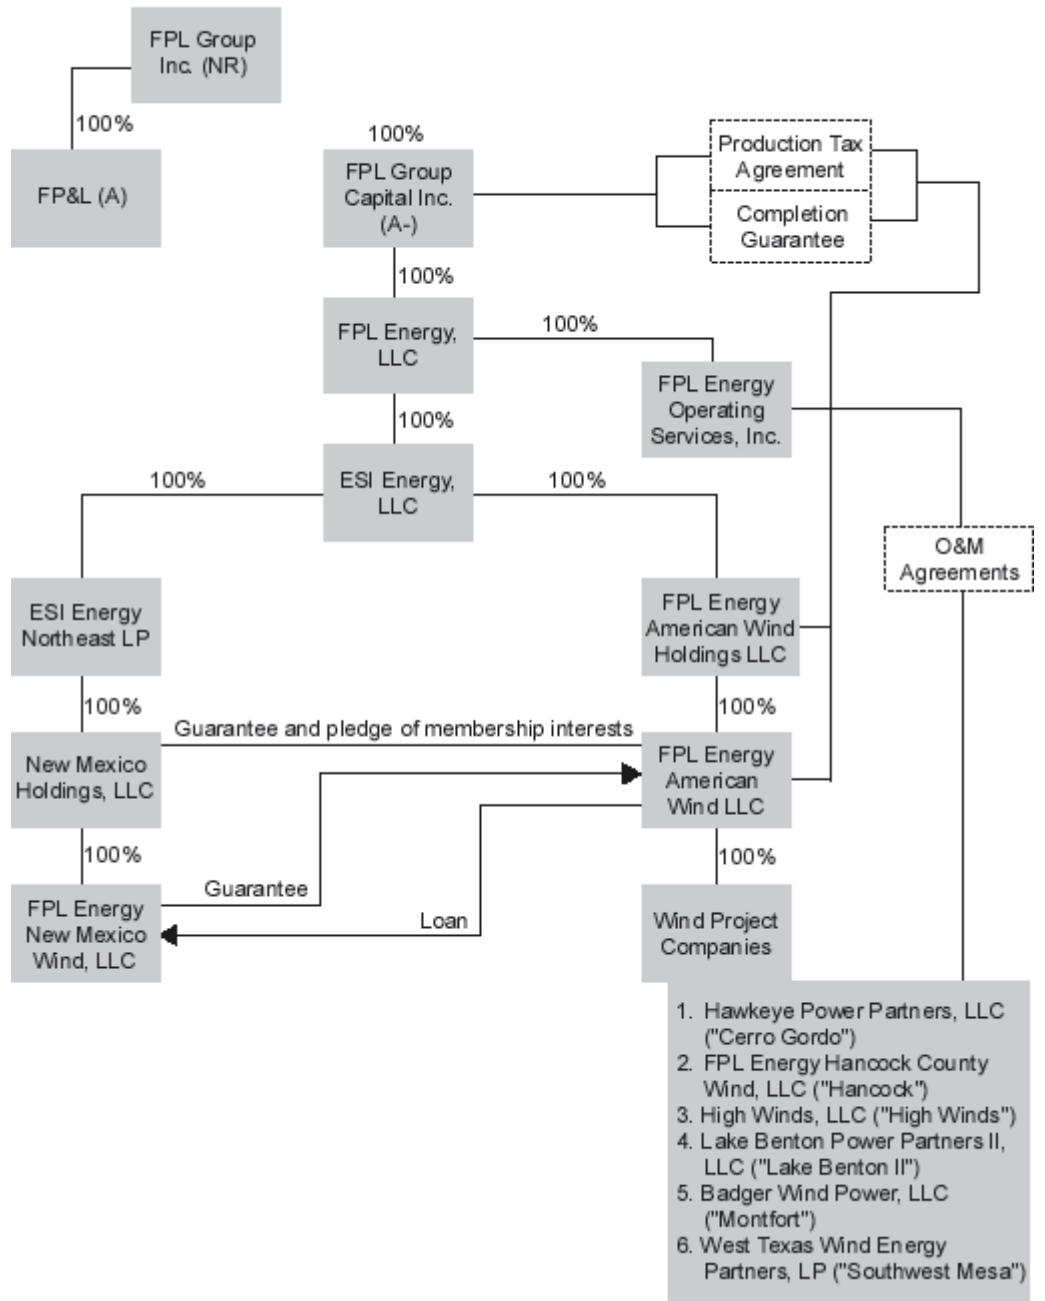 FPL Group
Inc. (NR)
100%
FP&L (A)
100%
FPL Group
Capital Inc.
(A-)
Production Tax
Agreement
Completion
Guarantee
100%
FPL Energy,
LLC
100%
FPL Energy
Operating
Services, Inc.
100%
ESI Energy,
LLC
100%
100%
O&M
Agreements
ESI Energy
Northeast LP
FPL Energy
American Wind
Holdings LLC
100%
100%
Guarantee and pledge of membership interests
New Mexico
Holdings, LLC
FPL Energy
American
Wind LLC
100%
100%
Guarantee
Loan
FPL Energy
New Mexico
Wind, LLC
Wind Project
Companies
1. Hawkeye Power Partners, LLC
("Cerro Gordo")
2. FPL Energy Hancock County
Wind, LLC ("Hancock")
3. High Winds, LLC ("High Winds")
4. Lake Benton Power Partners II,
LLC ("Lake Benton II")
5. Badger Wind Power, LLC
("Montfort")
6. West Texas Wind Energy
Partners, LP ("Southwest Mesa")